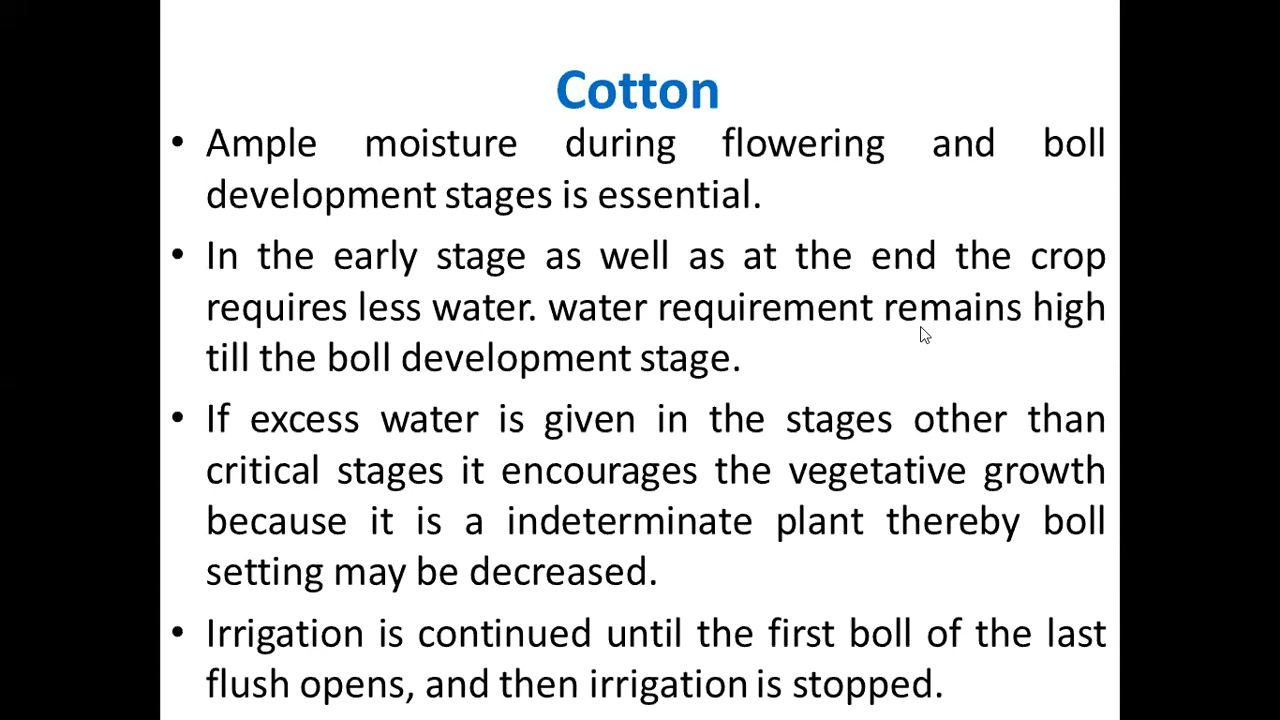 Cotton
• Ample moisture during flowering and boll
development stages is essential.
• In the early stage as well as at the end the crop
requires less water. water requirement remains high
till the boll development stage.
• If excess water is given in the stages other than
critical stages it encourages the vegetative growth
because it is a indeterminate plant thereby boll
setting may be decreased.
• Irrigation is continued until the first boll of the last
flush opens, and then irrigation is stopped.